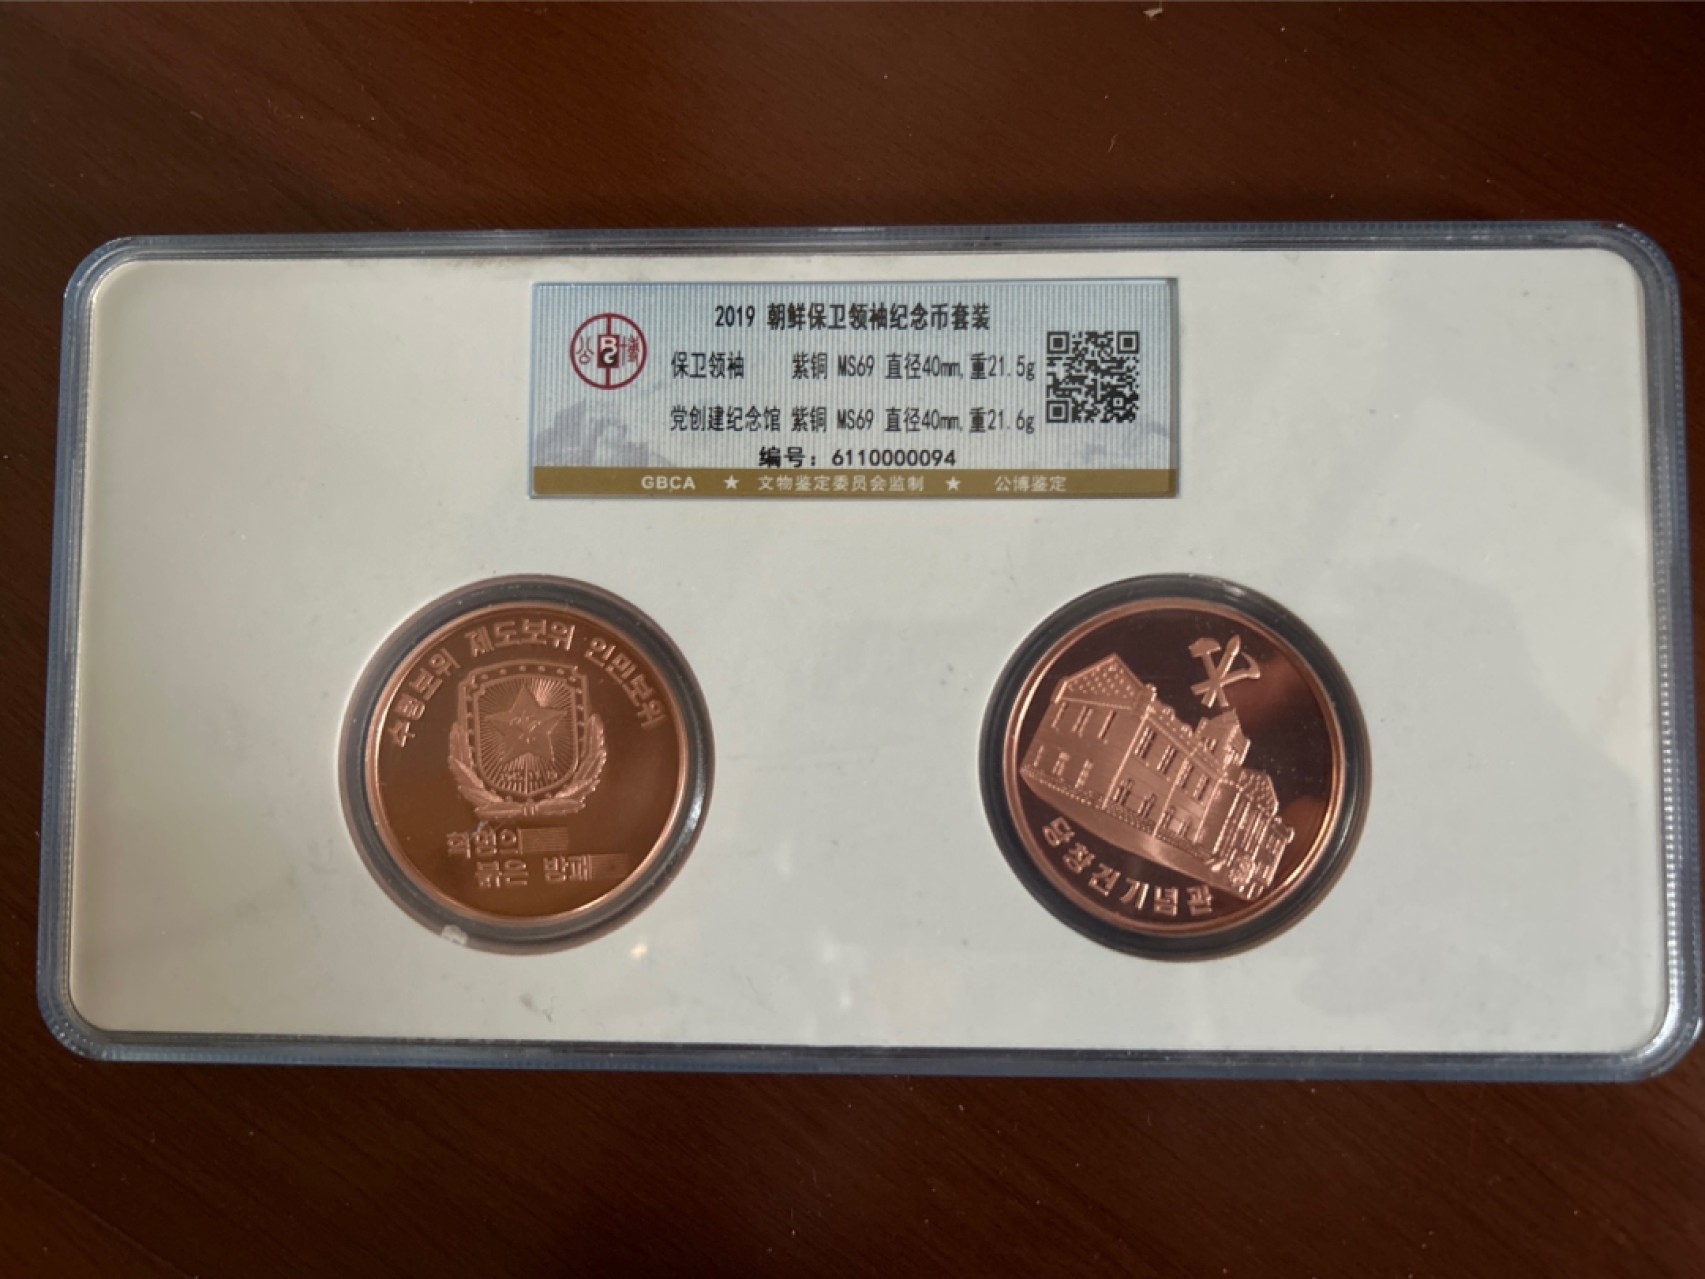 2019 朝鲜保卫领袖纪念币套装
保卫领袖 紫铜 MS69 直径40mm,重21.5g
党创建纪念馆 紫铜 MS69 直径40mm,重21.6g
编号：6110000094
GBCA ★ 文物鉴定委员会监制 ★ 公博鉴定
公博
수령보위 제도보위 인민보위
혁명의
붉은 방패
당창건기념관